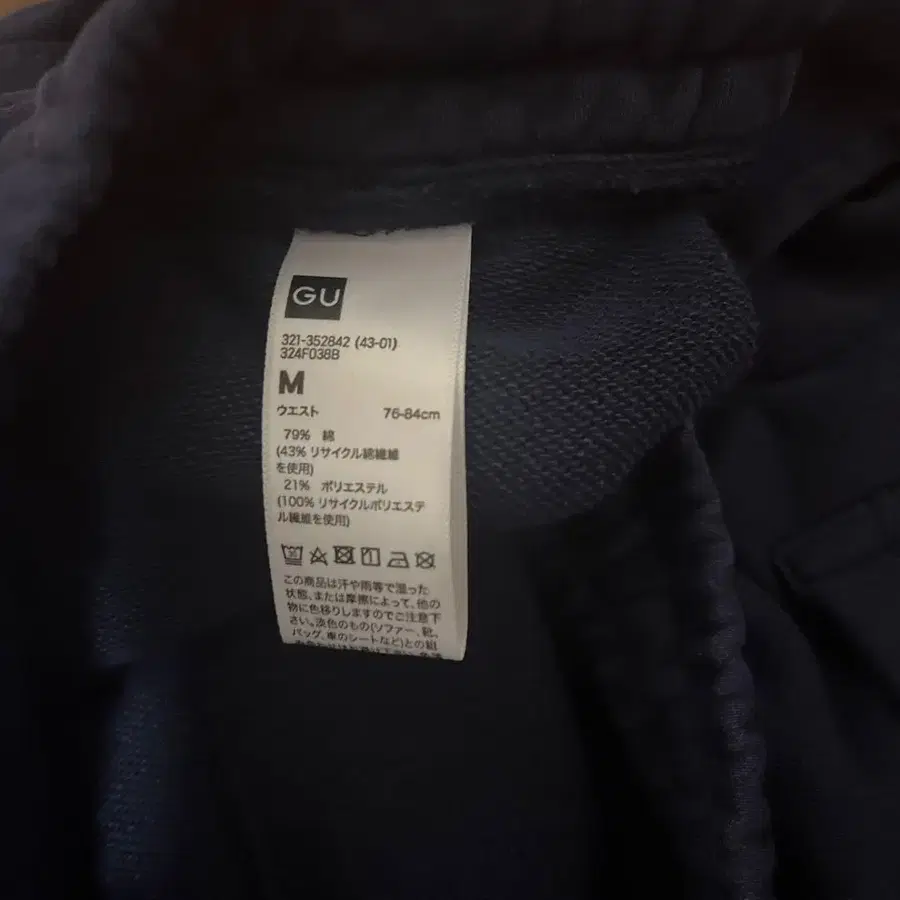 GU
321-352842 (43-01)
324F038B
M
ウエスト 76-84cm
79% 綿
(43% リサイクル綿繊維
を使用)
21% ポリエステル
(100% リサイクルポリエステ
ル繊維を使用)
この商品は汗や雨等で湿った
状態、または摩擦によって、他の
物に色移りしますのでご注意下
さい。淡色のもの(ソファー、靴、
バッグ、車のシートなど)との組